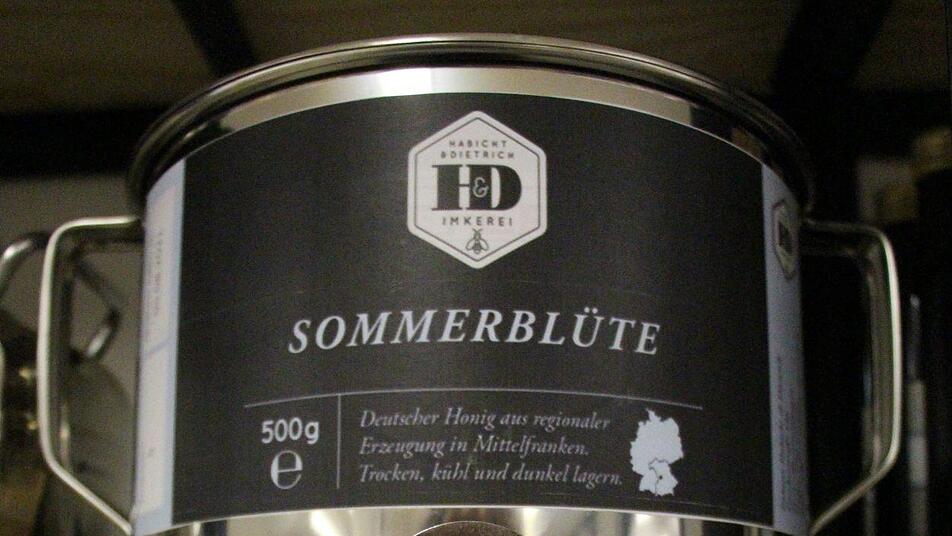 HABICHT
& DIETRICH
H&D
IMKEREI
SOMMERBLÜTE
500g
℮
Deutscher Honig aus regionaler
Erzeugung in Mittelfranken.
Trocken, kühl und dunkel lagern.